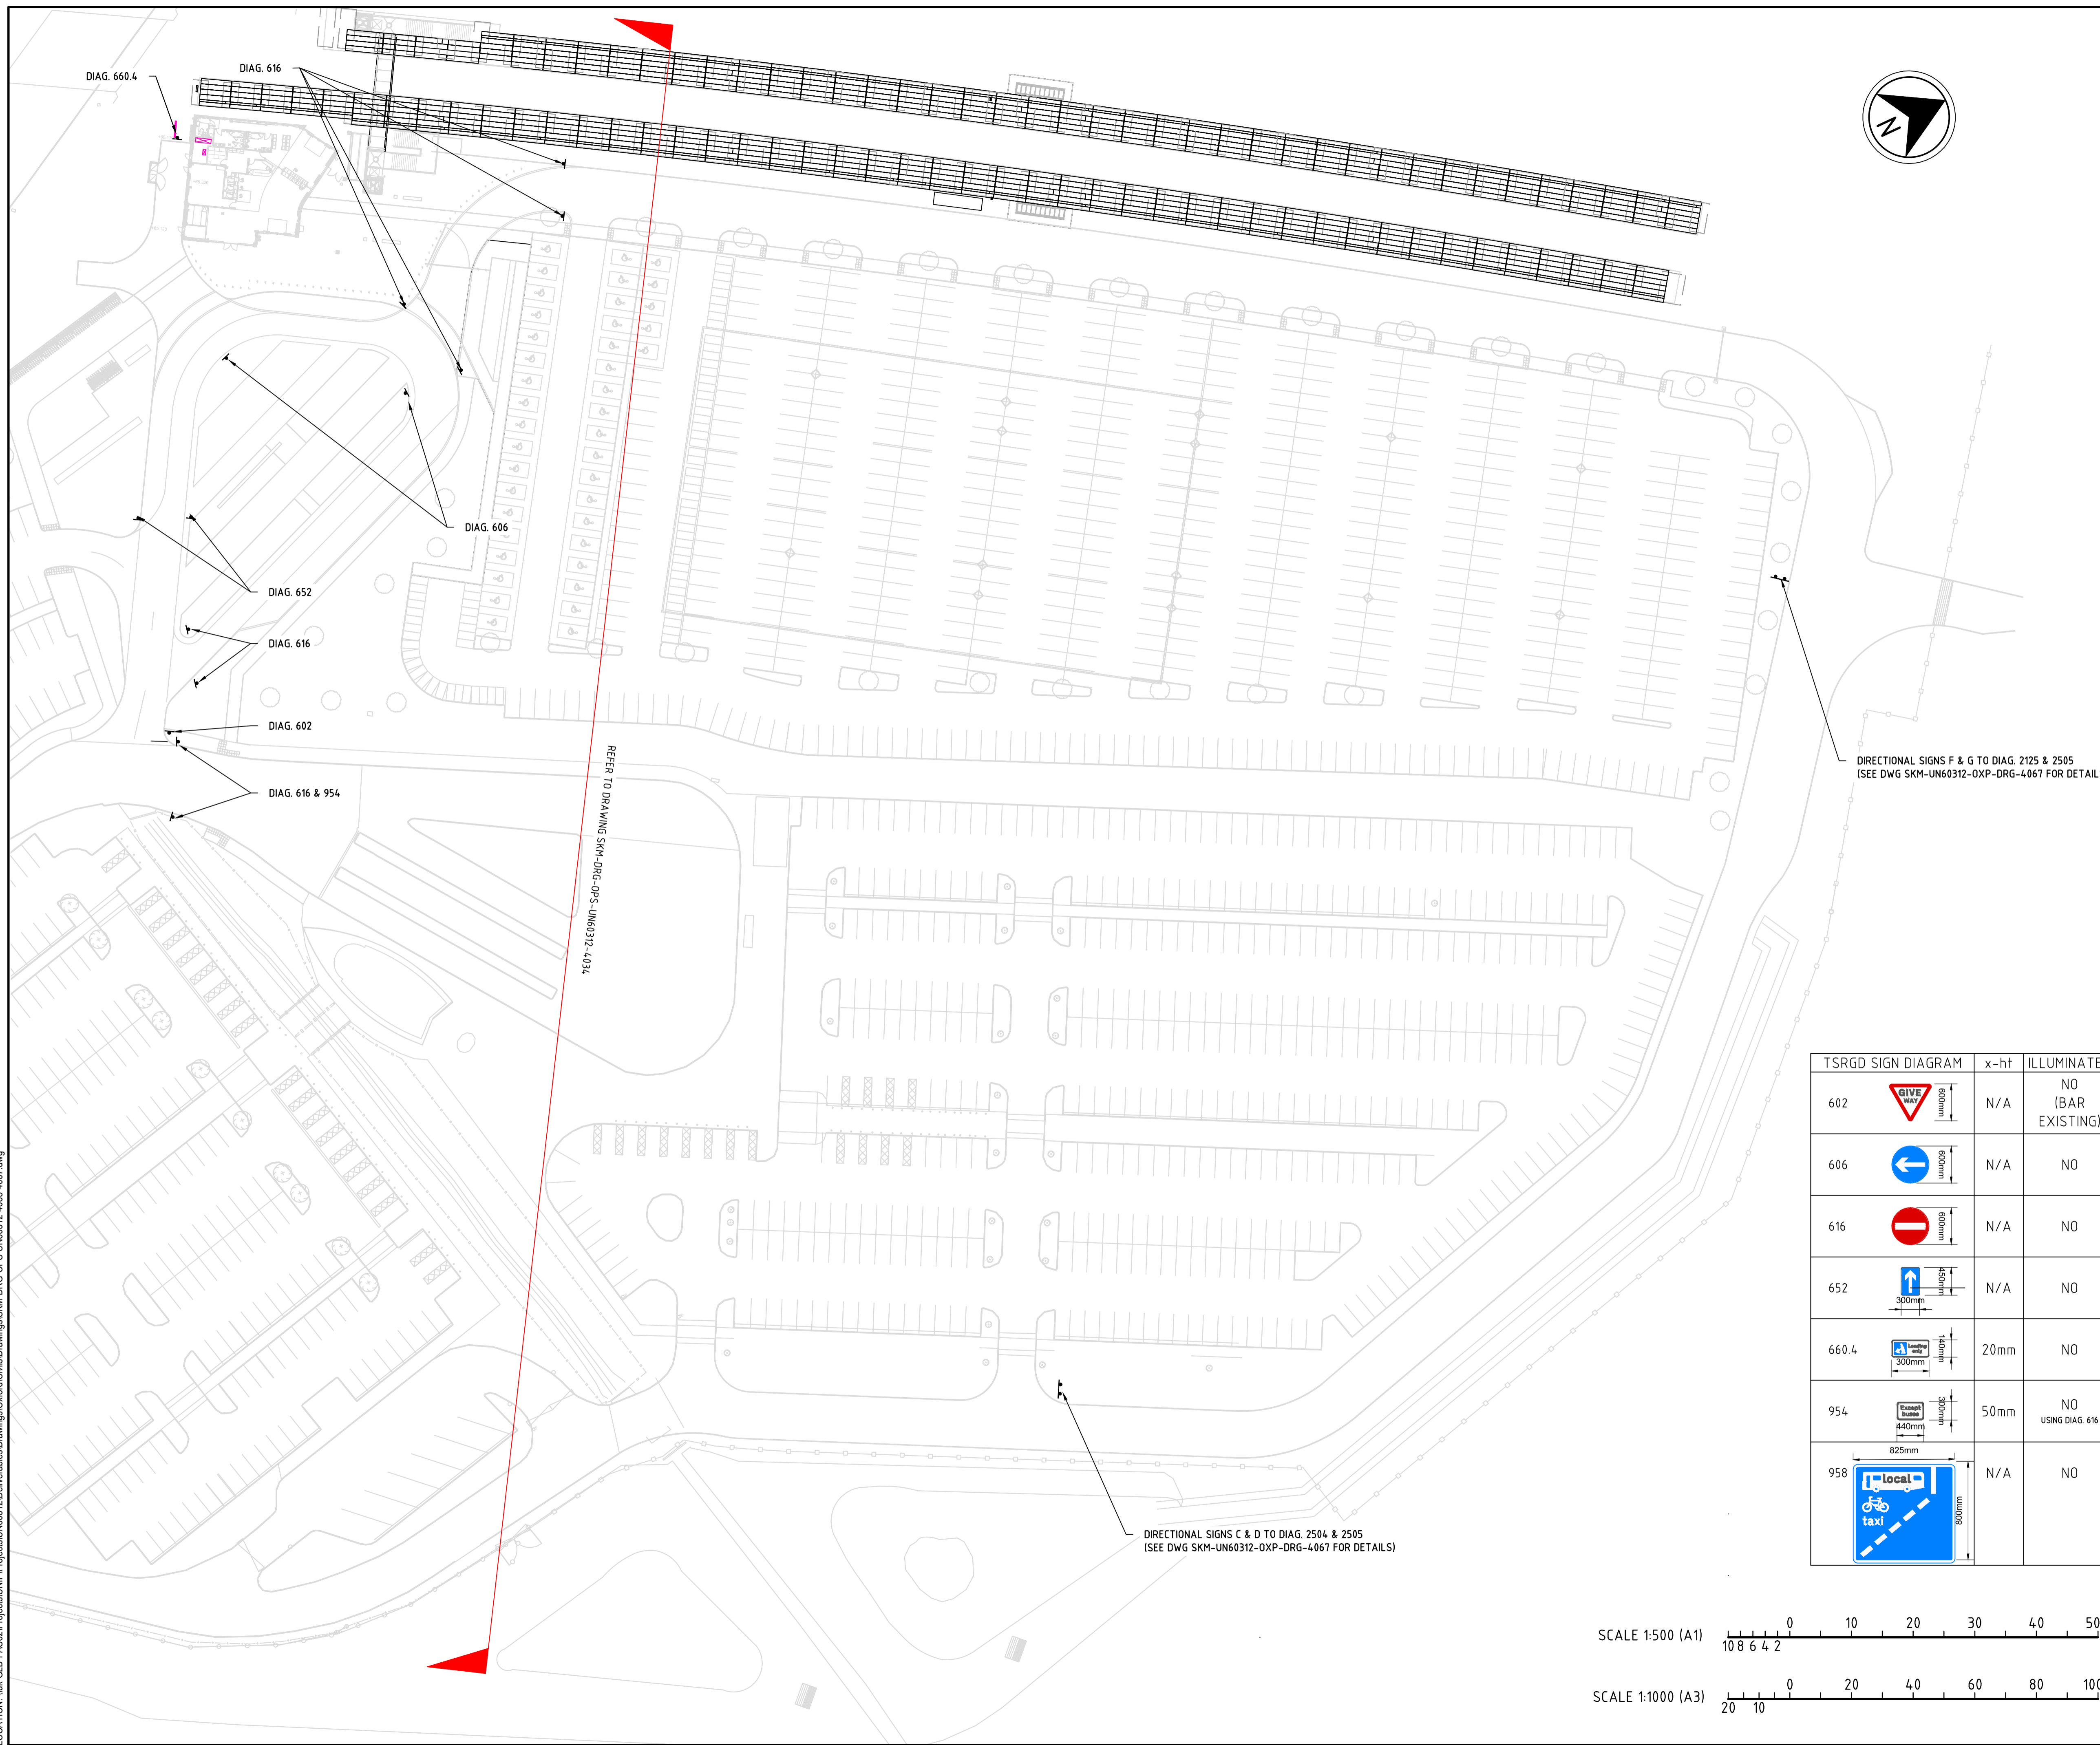 DIAG. 660.4
DIAG. 616
N
DIAG. 606
DIAG. 652
DIAG. 616
DIAG. 602
DIAG. 616 & 954
REFER TO DRAWING SKM-DRG-OPS-UN60312-4034
DIRECTIONAL SIGNS F & G TO DIAG. 2125 & 2505
(SEE DWG SKM-UN60312-OXP-DRG-4067 FOR DETAIL
DIRECTIONAL SIGNS C & D TO DIAG. 2504 & 2505
(SEE DWG SKM-UN60312-OXP-DRG-4067 FOR DETAILS)
TSRGD SIGN DIAGRAM x-ht ILLUMINATE
602 GIVE WAY 600mm N/A NO (BAR EXISTING)
606 600mm N/A NO
616 600mm N/A NO
652 450mm 300mm N/A NO
660.4 Loading only 140mm 300mm 20mm NO
954 Except buses 300mm 440mm 50mm NO USING DIAG. 616
825mm
958 local taxi 800mm N/A NO
SCALE 1:500 (A1) 10 8 6 4 2 0 10 20 30 40 50
SCALE 1:1000 (A3) 20 10 0 20 40 60 80 100